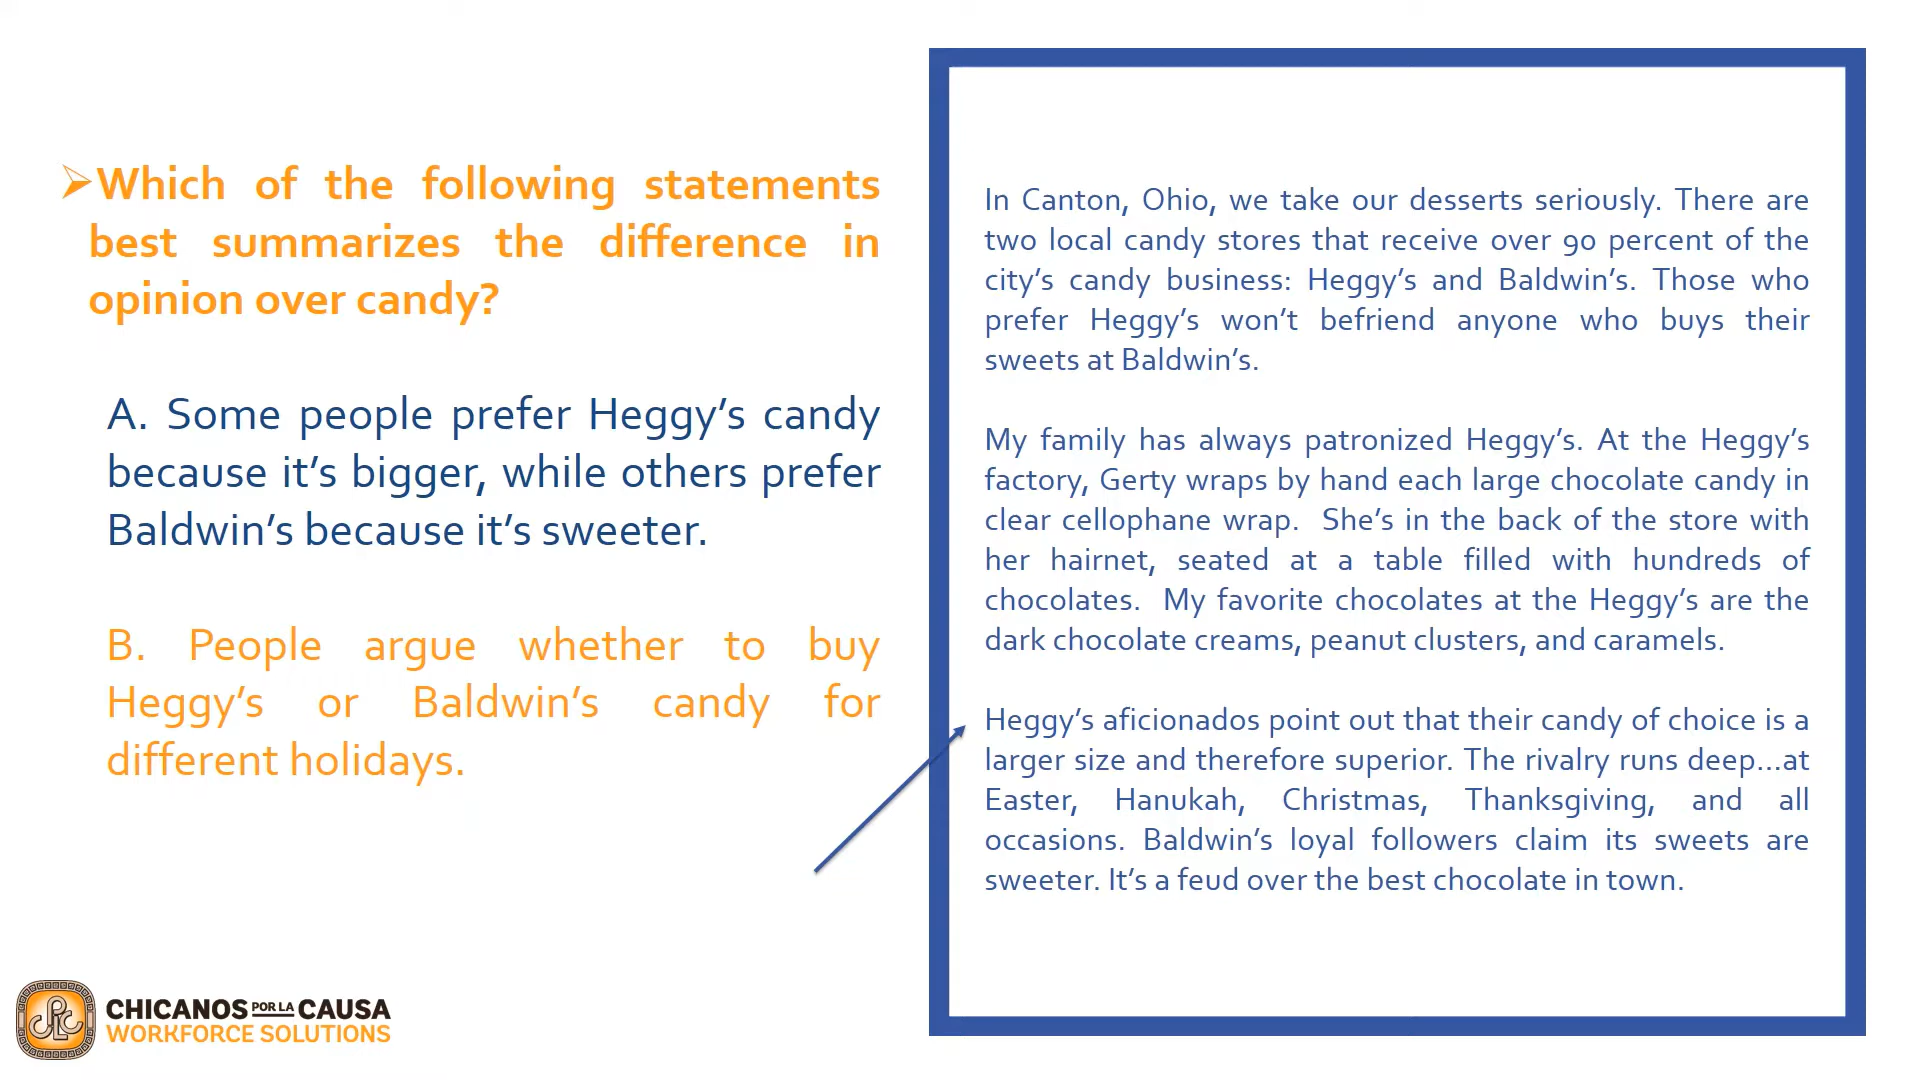 Which of the following statements
best summarizes the difference in
opinion over candy?
A. Some people prefer Heggy's candy
because it's bigger, while others prefer
Baldwin's because it's sweeter.
B. People argue whether to buy
Heggy's or Baldwin's candy for
different holidays.
In Canton, Ohio, we take our desserts seriously. There are
two local candy stores that receive over 90 percent of the
city's candy business: Heggy's and Baldwin's. Those who
prefer Heggy's won't befriend anyone who buys their
sweets at Baldwin's.
My family has always patronized Heggy's. At the Heggy's
factory, Gerty wraps by hand each large chocolate candy in
clear cellophane wrap. She's in the back of the store with
her hairnet, seated at a table filled with hundreds of
chocolates. My favorite chocolates at the Heggy's are the
dark chocolate creams, peanut clusters, and caramels.
Heggy's aficionados point out that their candy of choice is a
larger size and therefore superior. The rivalry runs deep...at
Easter, Hanukah, Christmas, Thanksgiving, and all
occasions. Baldwin's loyal followers claim its sweets are
sweeter. It's a feud over the best chocolate in town.
CPLC
CHICANOS POR LA CAUSA
WORKFORCE SOLUTIONS